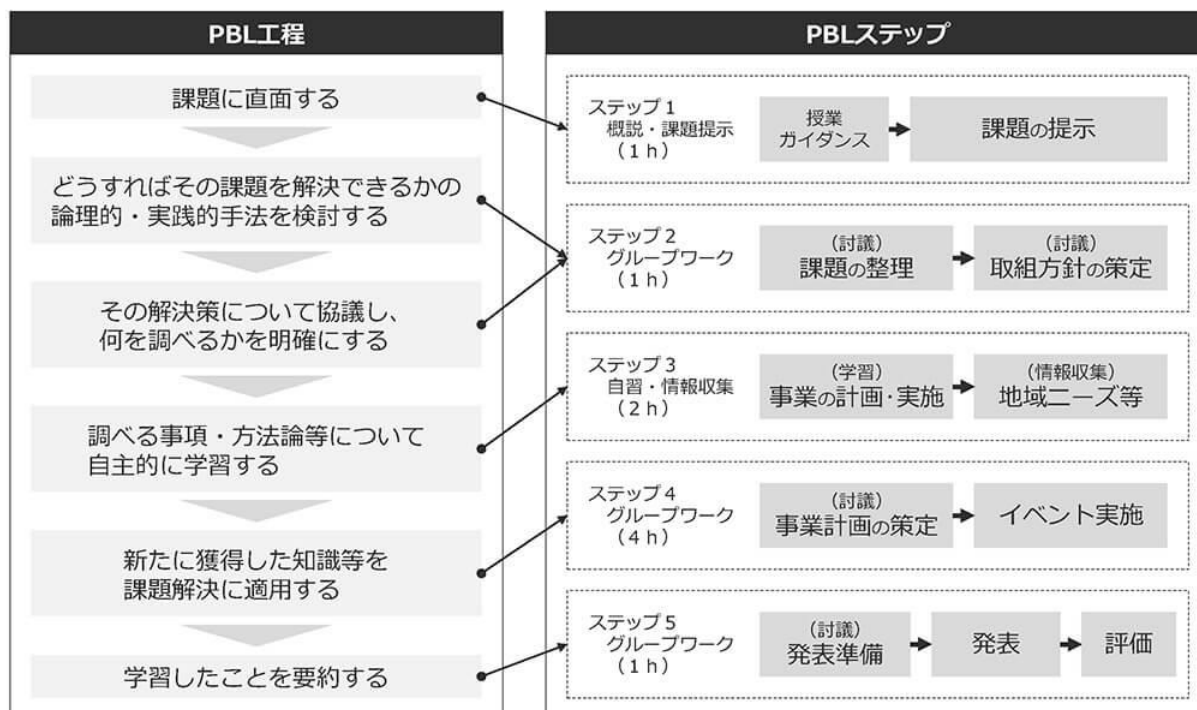 PBL工程
課題に直面する
どうすればその課題を解決できるかの
論理的・実践的手法を検討する
その解決策について協議し、
何を調べるかを明確にする
調べる事項・方法論等について
自主的に学習する
新たに獲得した知識等を
課題解決に適用する
学習したことを要約する
PBLステップ
ステップ1
概説・課題提示
(1h)
授業
ガイダンス
課題の提示
ステップ2
グループワーク
(1h)
(討議)
課題の整理
(討議)
取組方針の策定
ステップ3
自習・情報収集
(2h)
(学習)
事業の計画・実施
(情報収集)
地域ニーズ等
ステップ4
グループワーク
(4h)
(討議)
事業計画の策定
イベント実施
ステップ5
グループワーク
(1h)
(討議)
発表準備
発表
評価